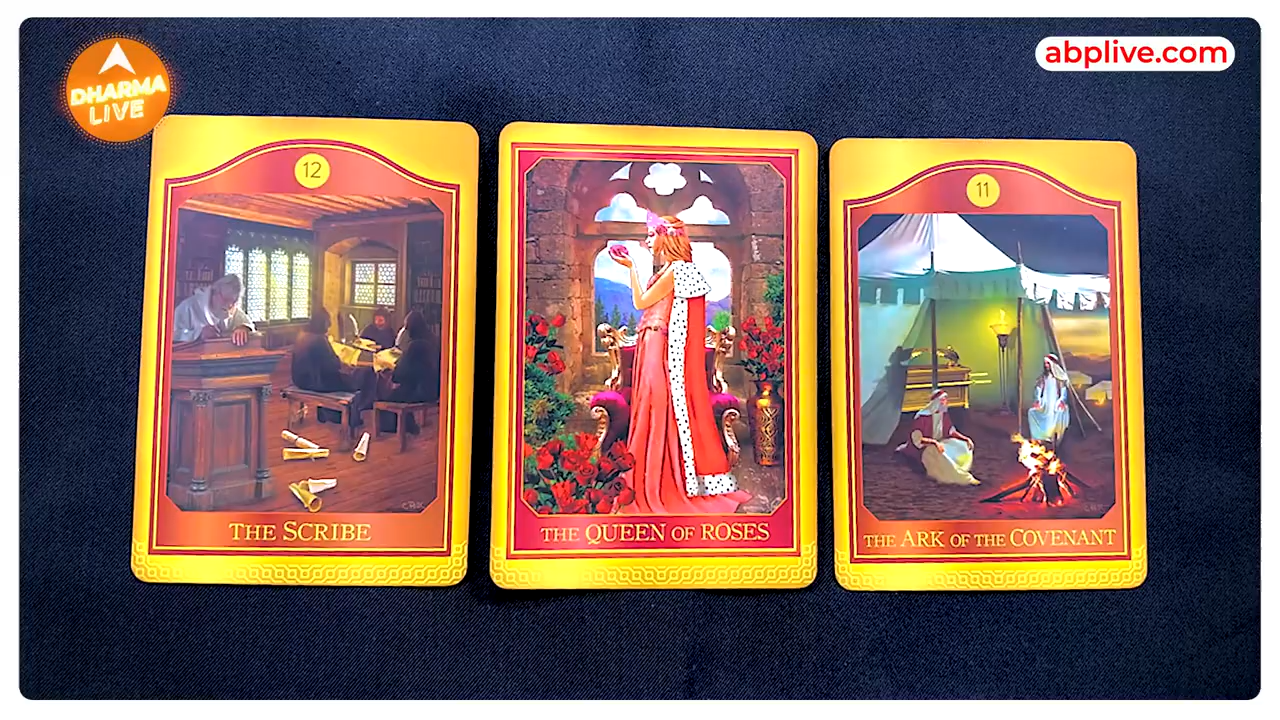 DHARMA
LIVE
abplive.com
12
THE SCRIBE
THE QUEEN OF ROSES
11
THE ARK OF THE COVENANT